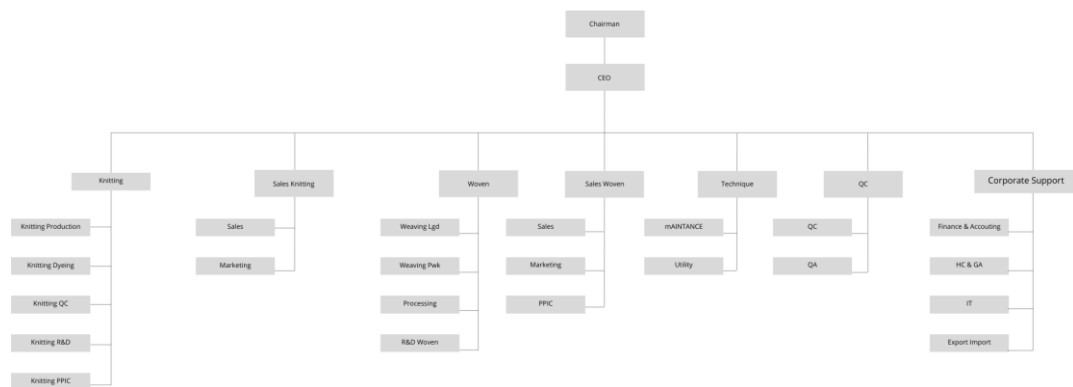 Chairman
CEO
Knitting
Sales Knitting
Woven
Sales Woven
Technique
QC
Corporate Support
Knitting Production
Sales
Weaving Lgd
Sales
mAINTANCE
QC
Finance & Accouting
Knitting Dyeing
Marketing
Weaving Pwk
Marketing
Utility
QA
HC & GA
Knitting QC
Processing
PPIC
IT
Knitting R&D
R&D Woven
Export Import
Knitting PPIC